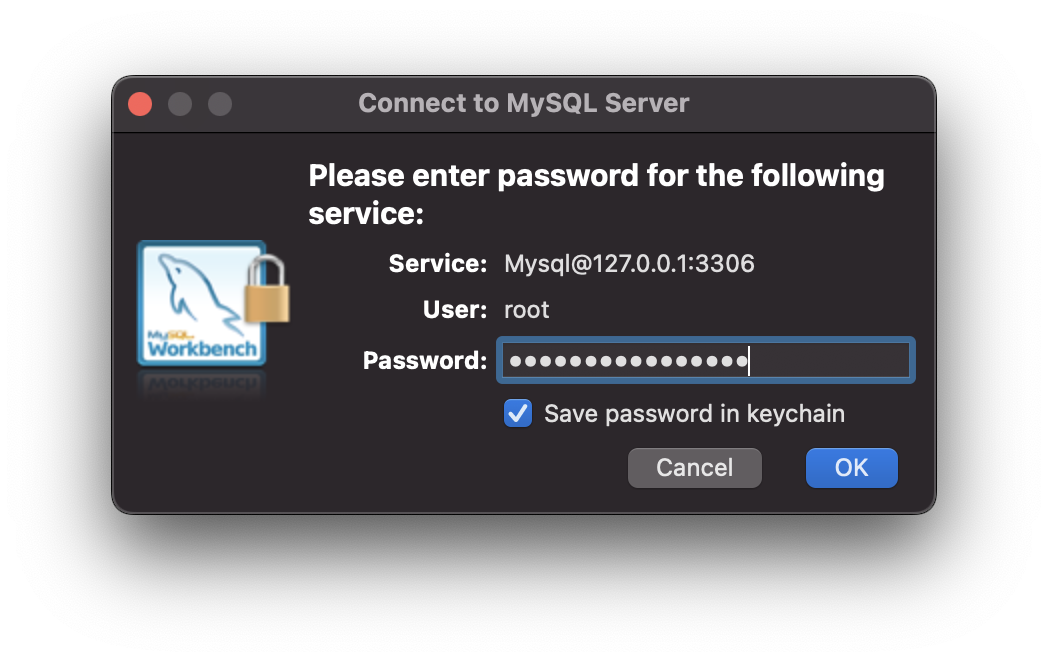 Connect to MySQL Server
Please enter password for the following
service:
Service: Mysql@127.0.0.1:3306
User: root
MySQL
Workbench
Password: ●●●●●●●●●●●●●●●●
Save password in keychain
Cancel OK